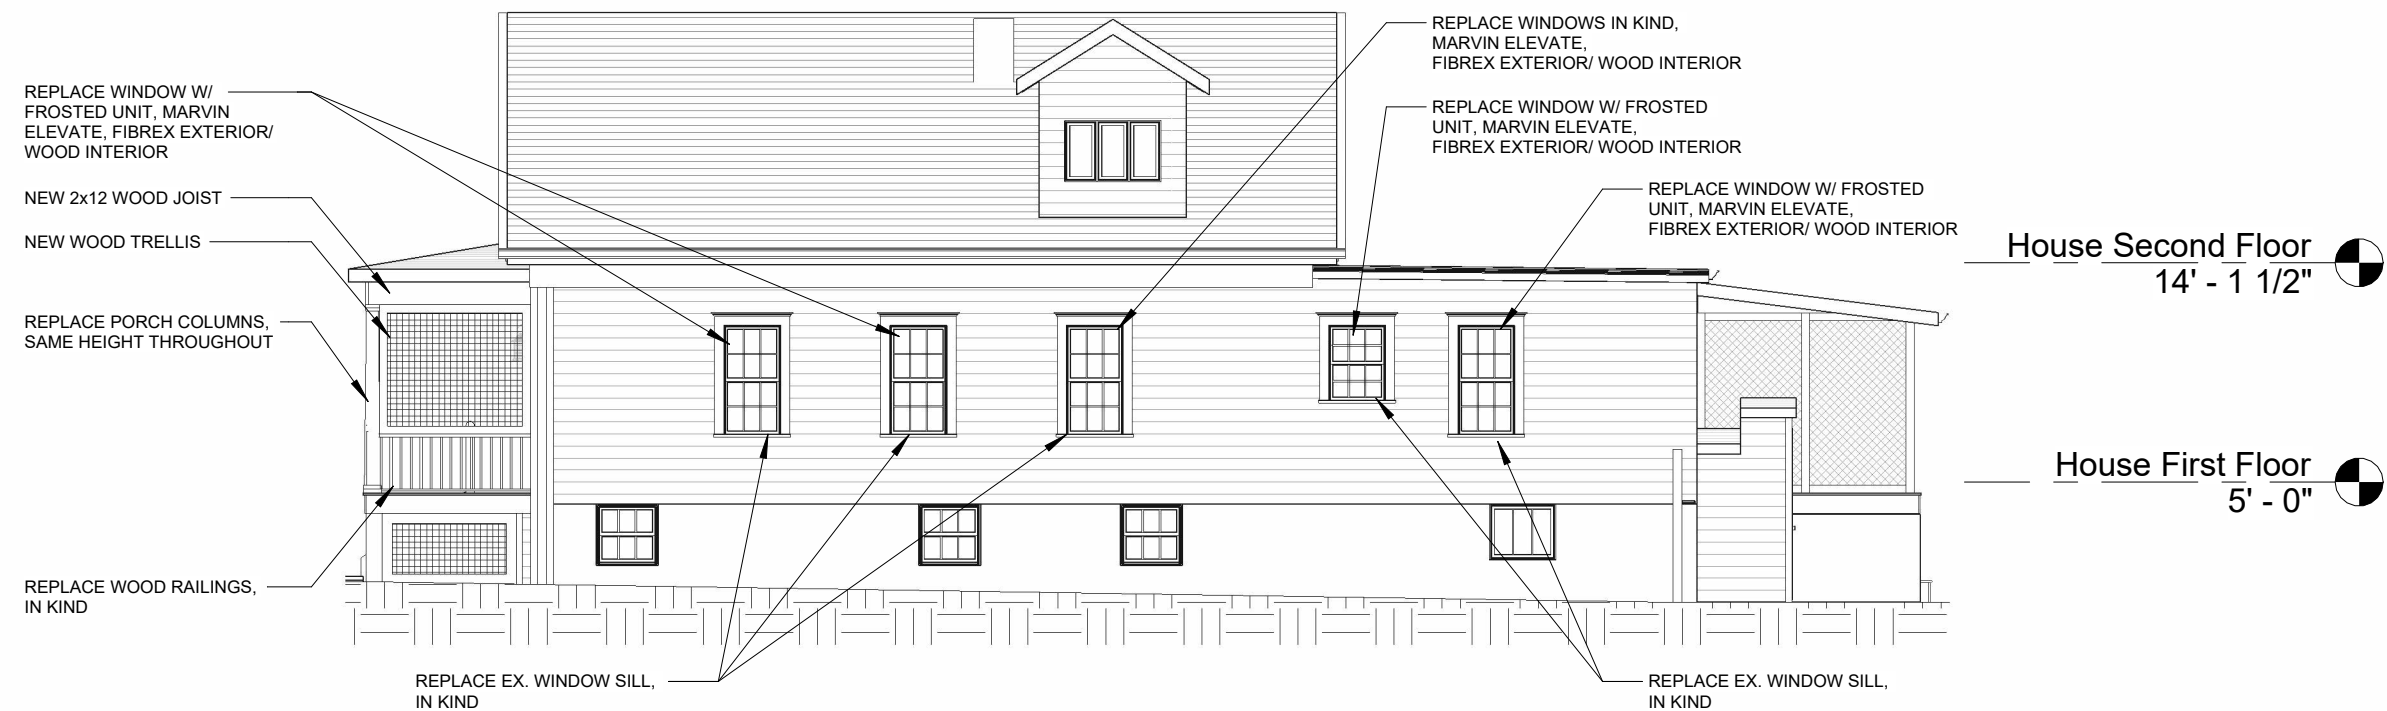 REPLACE WINDOW W/
FROSTED UNIT, MARVIN
ELEVATE, FIBREX EXTERIOR/
WOOD INTERIOR
NEW 2x12 WOOD JOIST
NEW WOOD TRELLIS
REPLACE PORCH COLUMNS,
SAME HEIGHT THROUGHOUT
REPLACE WOOD RAILINGS,
IN KIND
REPLACE EX. WINDOW SILL,
IN KIND
REPLACE WINDOWS IN KIND,
MARVIN ELEVATE,
FIBREX EXTERIOR/ WOOD INTERIOR
REPLACE WINDOW W/ FROSTED
UNIT, MARVIN ELEVATE,
FIBREX EXTERIOR/ WOOD INTERIOR
REPLACE WINDOW W/ FROSTED
UNIT, MARVIN ELEVATE,
FIBREX EXTERIOR/ WOOD INTERIOR
REPLACE EX. WINDOW SILL,
IN KIND
House Second Floor
14' - 1 1/2"
House First Floor
5' - 0"